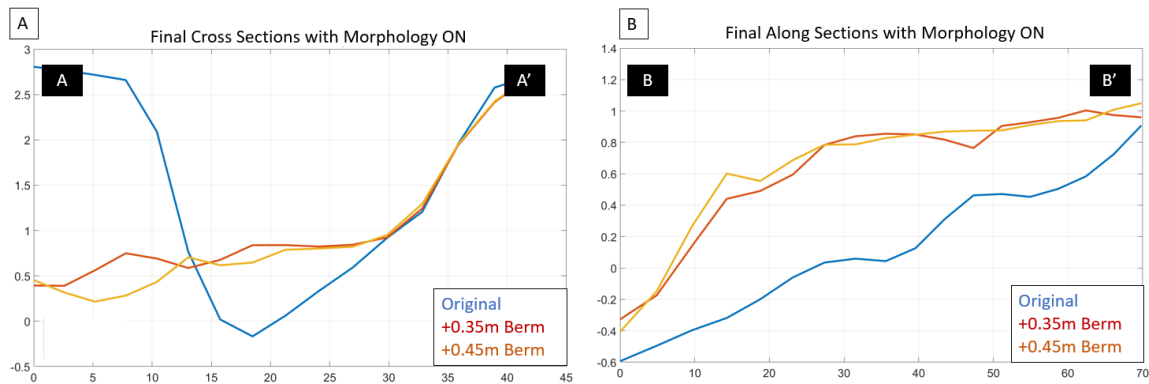 A
Final Cross Sections with Morphology ON
3
2.5
2
1.5
1
0.5
0
-0.5
A
A'
Original
+0.35m Berm
+0.45m Berm
0 5 10 15 20 25 30 35 40 45
B
Final Along Sections with Morphology ON
1.4
1.2
1
0.8
0.6
0.4
0.2
0
-0.2
-0.4
-0.6
B
B'
Original
+0.35m Berm
+0.45m Berm
0 10 20 30 40 50 60 70